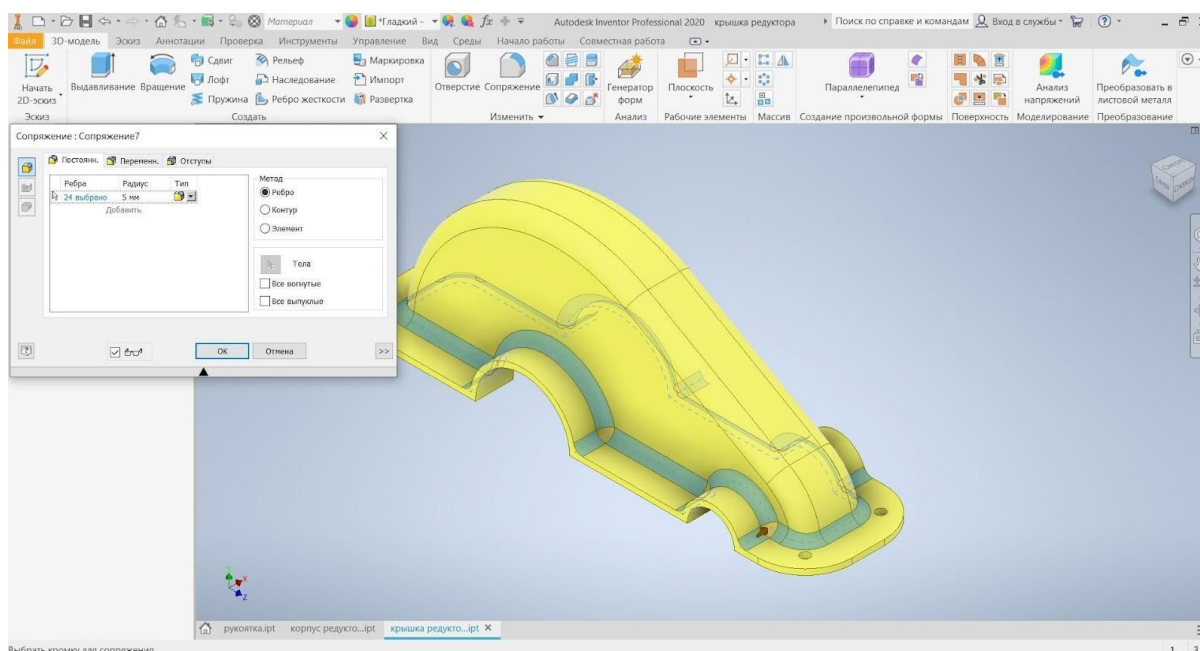 Материал *Гладкий – fx Autodesk Inventor Professional 2020 крышка редуктора Поиск по справке и командам Вход в службы
Файл 3D-модель Эскиз Аннотации Проверка Инструменты Управление Вид Среды Начало работы Совместная работа
Сдвиг Рельеф Маркировка
Начать 2D-эскиз Выдавливание Вращение Лофт Наследование Импорт Отверстие Сопряжение Генератор форм Плоскость Параллелепипед Анализ напряжений Преобразовать в листовой металл
Пружина Ребро жесткости Развертка
Эскиз Создать Изменить Анализ Рабочие элементы Массив Создание произвольной формы Поверхность Моделирование Преобразование
Сопряжение : Сопряжение7
Постоянн. Переменн. Отступы
Ребра Радиус Тип
24 выбрано 5 мм
Добавить
Метод
Ребро
Контур
Элемент
Тела
Все вогнутые
Все выпуклые
ОК Отмена >>
рукоятка.ipt корпус редукто...ipt крышка редукто...ipt
Выбрать кромку для сопряжения
1 3